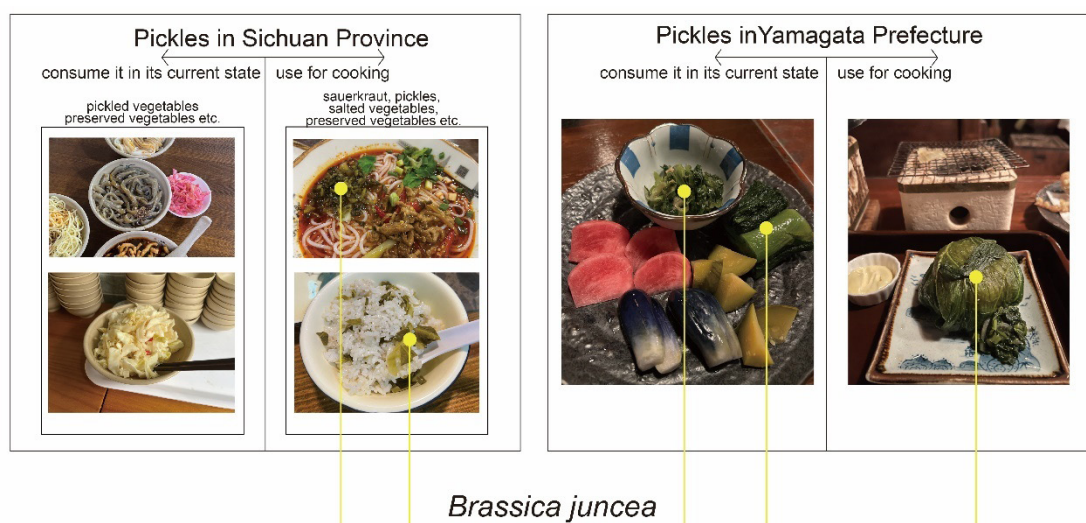 Pickles in Sichuan Province
consume it in its current state
use for cooking
pickled vegetables
preserved vegetables etc.
sauerkraut, pickles,
salted vegetables,
preserved vegetables etc.
Pickles inYamagata Prefecture
consume it in its current state
use for cooking
Brassica juncea